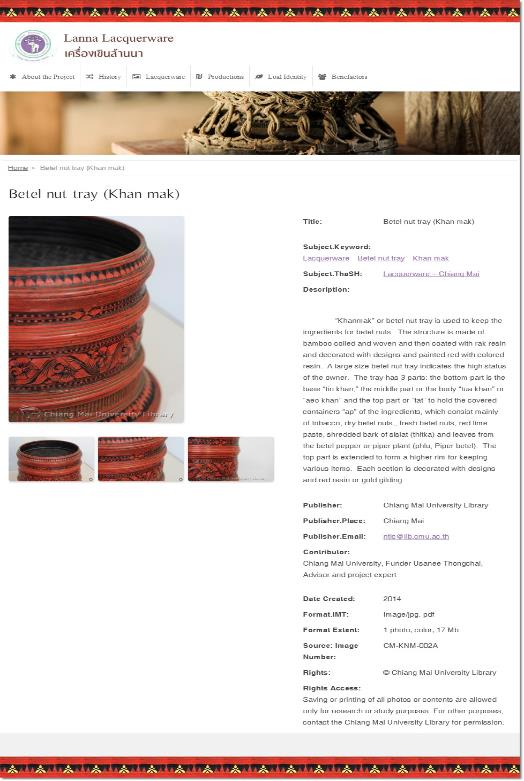 Lanna Lacquerware
เครื่องเขินล้านนา
About the Project History Lacquerware Productions Loal Identity Benefactors
Home » Betel nut tray (Khan mak)
Betel nut tray (Khan mak)
Chiang Mai University Library
Title: Betel nut tray (Khan mak)
Subject.Keyword:
Lacquerware Betel nut tray Khan mak
Subject.ThaSH: Lacquerware -- Chiang Mai
Description:
"Khanmak" or betel nut tray is used to keep the
ingredients for betel nuts. The structure is made of
bamboo coiled and woven and then coated with rak resin
and decorated with designs and painted red with colored
resin. A large size betel nut tray indicates the high status
of the owner. The tray has 3 parts: the bottom part is the
base "tin khan," the middle part or the body "tua khan" or
"aeo khan" and the top part or "tat" to hold the covered
containers "ap" of the ingredients, which consist mainly
of tobacco, dry betel nuts,, fresh betel nuts, red lime
paste, shredded bark of sisiat (thitka) and leaves from
the betel pepper or piper plant (phlu, Piper betel). The
top part is extended to form a higher rim for keeping
various items. Each section is decorated with designs
and red resin or gold gilding.
Publisher: Chiang Mai University Library
Publisher.Place: Chiang Mai
Publisher.Email: ntic@lib.cmu.ac.th
Contributor:
Chiang Mai University, Funder Usanee Thongchai,
Advisor and project expert
Date Created: 2014
Format.IMT: image/jpg, pdf
Format Extent: 1 photo, color, 17 Mb
Source: Image CM-KNM-002A
Number:
Rights: © Chiang Mai University Library
Rights Access:
Saving or printing of all photos or contents are allowed
only for research or study purposes. For other purposes,
contact the Chiang Mai University Library for permission.